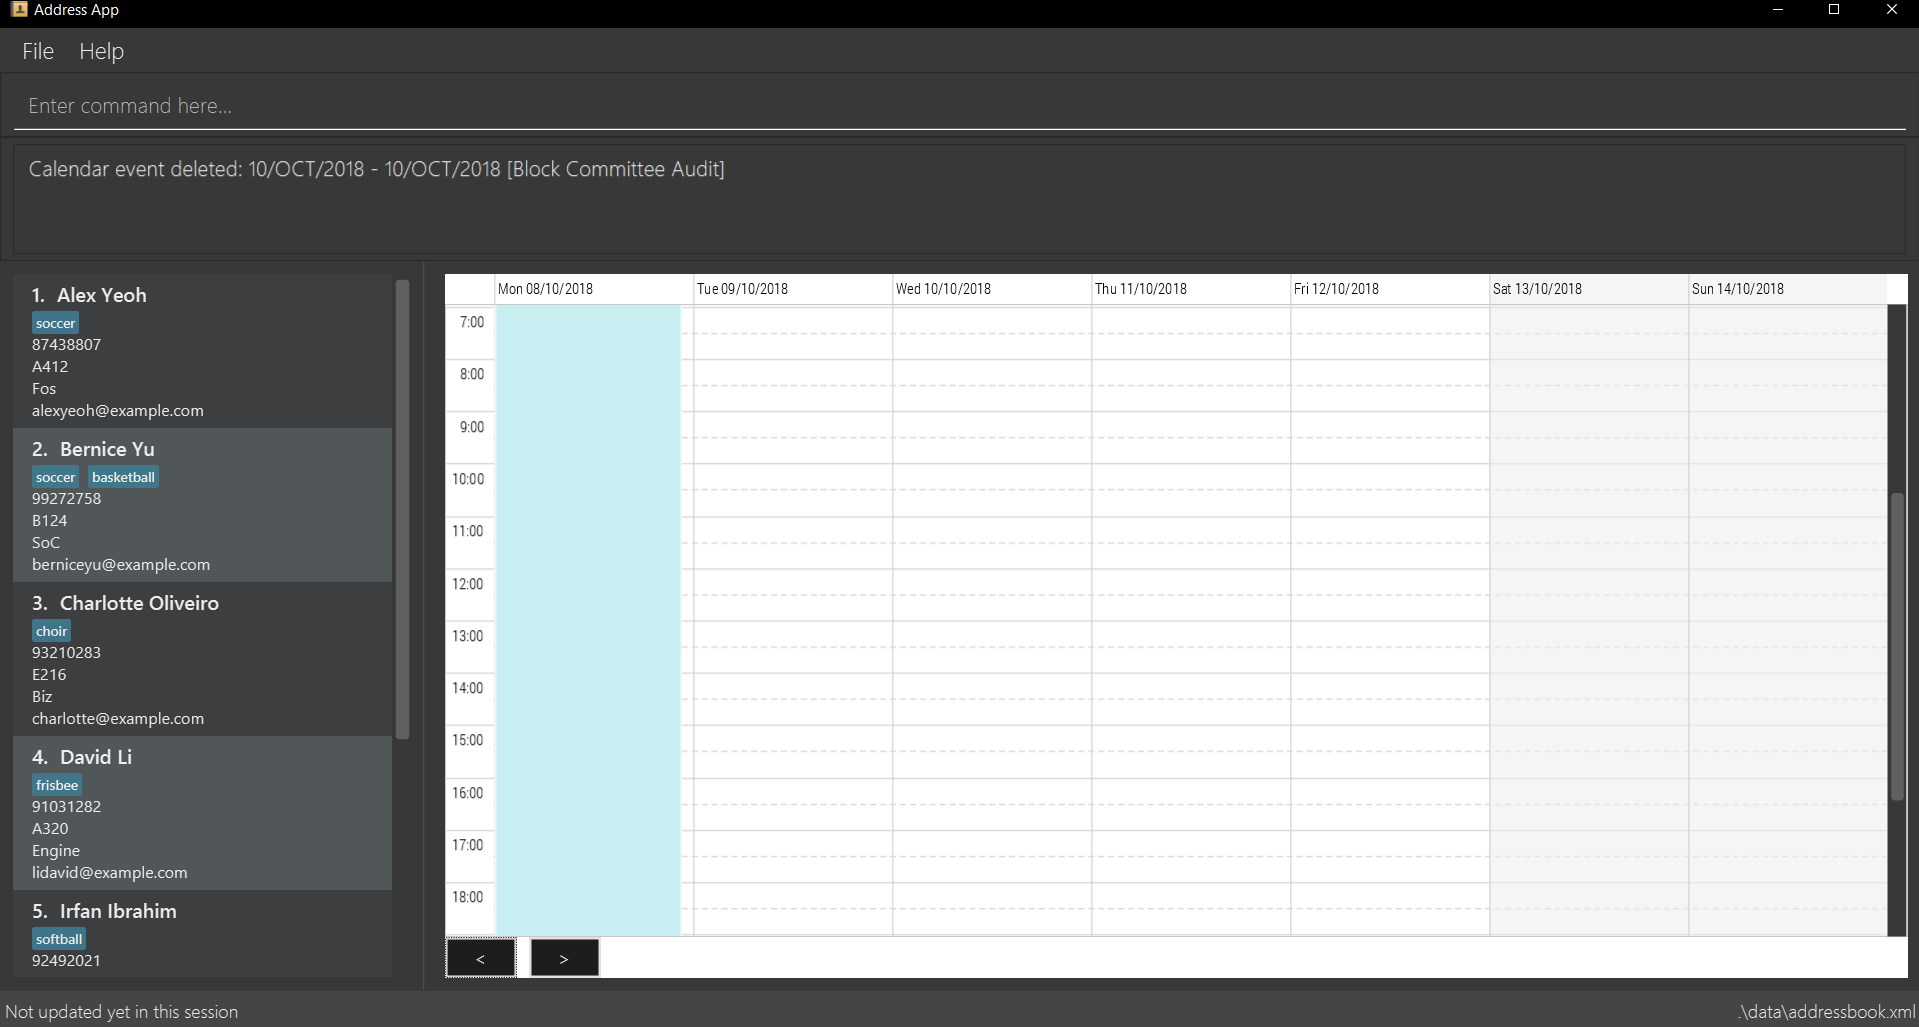 Address App
File Help
Enter command here...
Calendar event deleted: 10/OCT/2018 - 10/OCT/2018 [Block Committee Audit]
1. Alex Yeoh
soccer
87438807
A412
Fos
alexyeoh@example.com
2. Bernice Yu
soccer basketball
99272758
B124
SoC
berniceyu@example.com
3. Charlotte Oliveiro
choir
93210283
E216
Biz
charlotte@example.com
4. David Li
frisbee
91031282
A320
Engine
lidavid@example.com
5. Irfan Ibrahim
softball
92492021
Mon 08/10/2018 Tue 09/10/2018 Wed 10/10/2018 Thu 11/10/2018 Fri 12/10/2018 Sat 13/10/2018 Sun 14/10/2018
7:00
8:00
9:00
10:00
11:00
12:00
13:00
14:00
15:00
16:00
17:00
18:00
< >
Not updated yet in this session
.\data\addressbook.xml